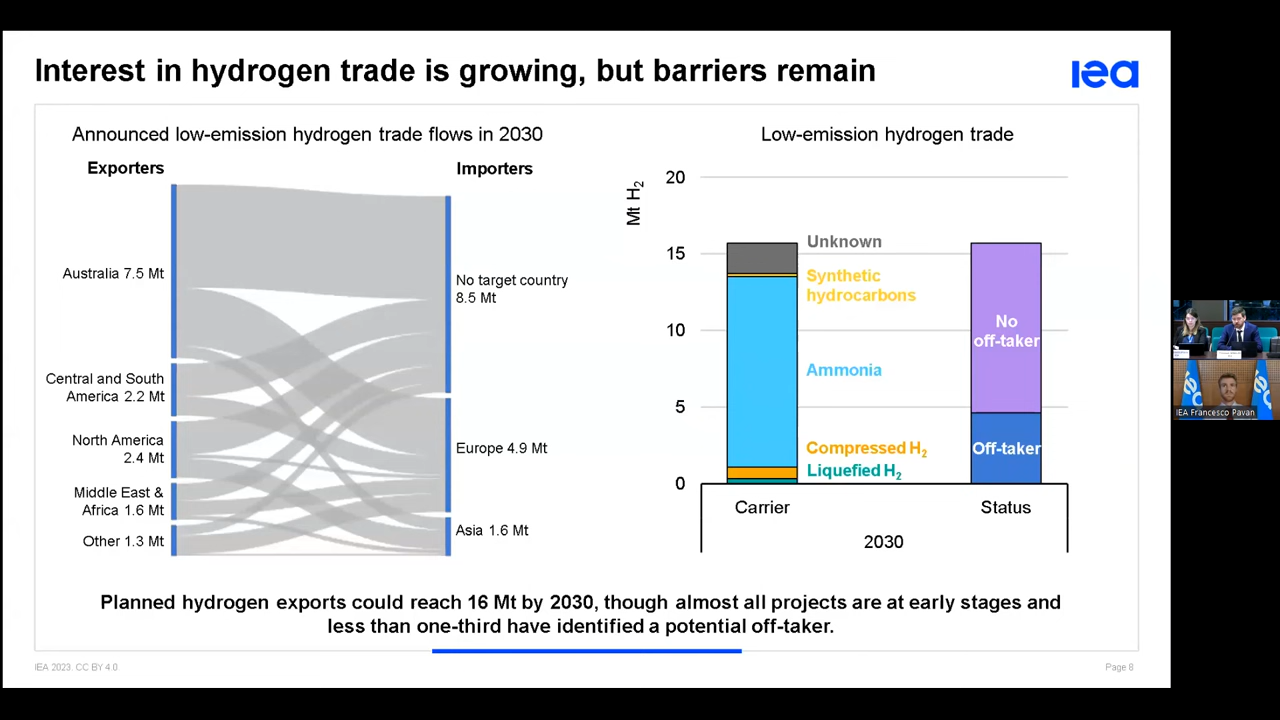 Interest in hydrogen trade is growing, but barriers remain
iea
Announced low-emission hydrogen trade flows in 2030
Exporters
Importers
Australia 7.5 Mt
Central and South
America 2.2 Mt
North America
2.4 Mt
Middle East &
Africa 1.6 Mt
Other 1.3 Mt
No target country
8.5 Mt
Europe 4.9 Mt
Asia 1.6 Mt
Low-emission hydrogen trade
Mt H₂
20
15
10
5
0
Unknown
Synthetic
hydrocarbons
Ammonia
Compressed H₂
Liquefied H₂
No
off-taker
Off-taker
Carrier
Status
2030
Planned hydrogen exports could reach 16 Mt by 2030, though almost all projects are at early stages and
less than one-third have identified a potential off-taker.
IEA 2023. CC BY 4.0.
Page 8
IEA Francesco Pavan